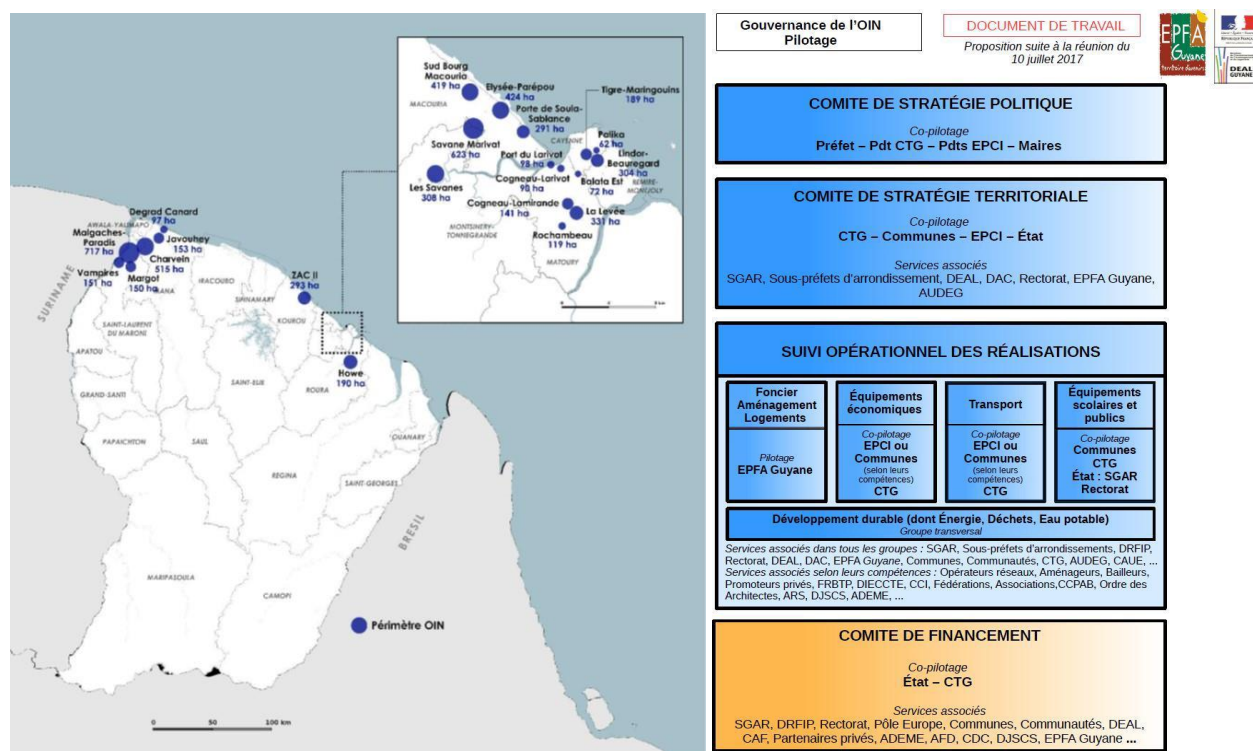 Sud Bourg
Macouria
419 ha
Elysée-Parépou
424 ha
Tigre-Maringouins
189 ha
MACOURIA
Porte de Soula-
Sablance
291 ha
CAYENNE
Palika
62 ha
Savane Marivat
623 ha
Port du Larivot
Lindor-
Beauregard
304 ha
Les Savanes
308 ha
Cogneau-Larivot
90 ha
Balata Est
72 ha
REMIRE-
MONTJOLY
Cogneau-Lamirande
141 ha
La Levée
331 ha
MONTSINERY-
TONNEGRANDE
Rochambeau
119 ha
MATOURY
Degrad Canard
97 ha
AWALA-YALIMAPO
Malgaches-
Paradis
717 ha
Javouhey
153 ha
Charvein
515 ha
Vampires
151 ha
Margot
150 ha
MANA
IRACOUBO
SINNAMARY
ZAC II
293 ha
KOUROU
SURINAME
SAINT-LAURENT
DU MARONI
APATOU
GRAND-SANTI
SAINT-ELIE
ROURA
Howe
190 ha
PAPAICHTON
SAUL
OUANARY
REGINA
SAINT-GEORGES
BRESIL
MARIPASOULA
CAMOPI
Périmètre OIN
0 50 100 km
Gouvernance de l'OIN
Pilotage
DOCUMENT DE TRAVAIL
Proposition suite à la réunion du
10 juillet 2017
EPFA
Guyane
DEAL
GUYANE
COMITE DE STRATÉGIE POLITIQUE
Co-pilotage
Préfet – Pdt CTG – Pdts EPCI – Maires
COMITE DE STRATÉGIE TERRITORIALE
Co-pilotage
CTG – Communes – EPCI – État
Services associés
SGAR, Sous-préfets d'arrondissement, DEAL, DAC, Rectorat, EPFA Guyane,
AUDEG
SUIVI OPÉRATIONNEL DES RÉALISATIONS
Foncier
Aménagement
Logements
Pilotage
EPFA Guyane
Équipements
économiques
Co-pilotage
EPCI ou
Communes
(selon leurs
compétences)
CTG
Transport
Co-pilotage
EPCI ou
Communes
(selon leurs
compétences)
CTG
Équipements
scolaires et
publics
Co-pilotage
Communes
CTG
État : SGAR
Rectorat
Développement durable (dont Énergie, Déchets, Eau potable)
Groupe transversal
Services associés dans tous les groupes : SGAR, Sous-préfets d'arrondissements, DRFIP,
Rectorat, DEAL, DAC, EPFA Guyane, Communes, Communautés, CTG, AUDEG, CAUE, ...
Services associés selon leurs compétences : Opérateurs réseaux, Aménageurs, Bailleurs,
Promoteurs privés, FRBTP, DIECCTE, CCI, Fédérations, Associations,CCPAB, Ordre des
Architectes, ARS, DJSCS, ADEME, ...
COMITE DE FINANCEMENT
Co-pilotage
État – CTG
Services associés
SGAR, DRFIP, Rectorat, Pôle Europe, Communes, Communautés, DEAL,
CAF, Partenaires privés, ADEME, AFD, CDC, DJSCS, EPFA Guyane ...